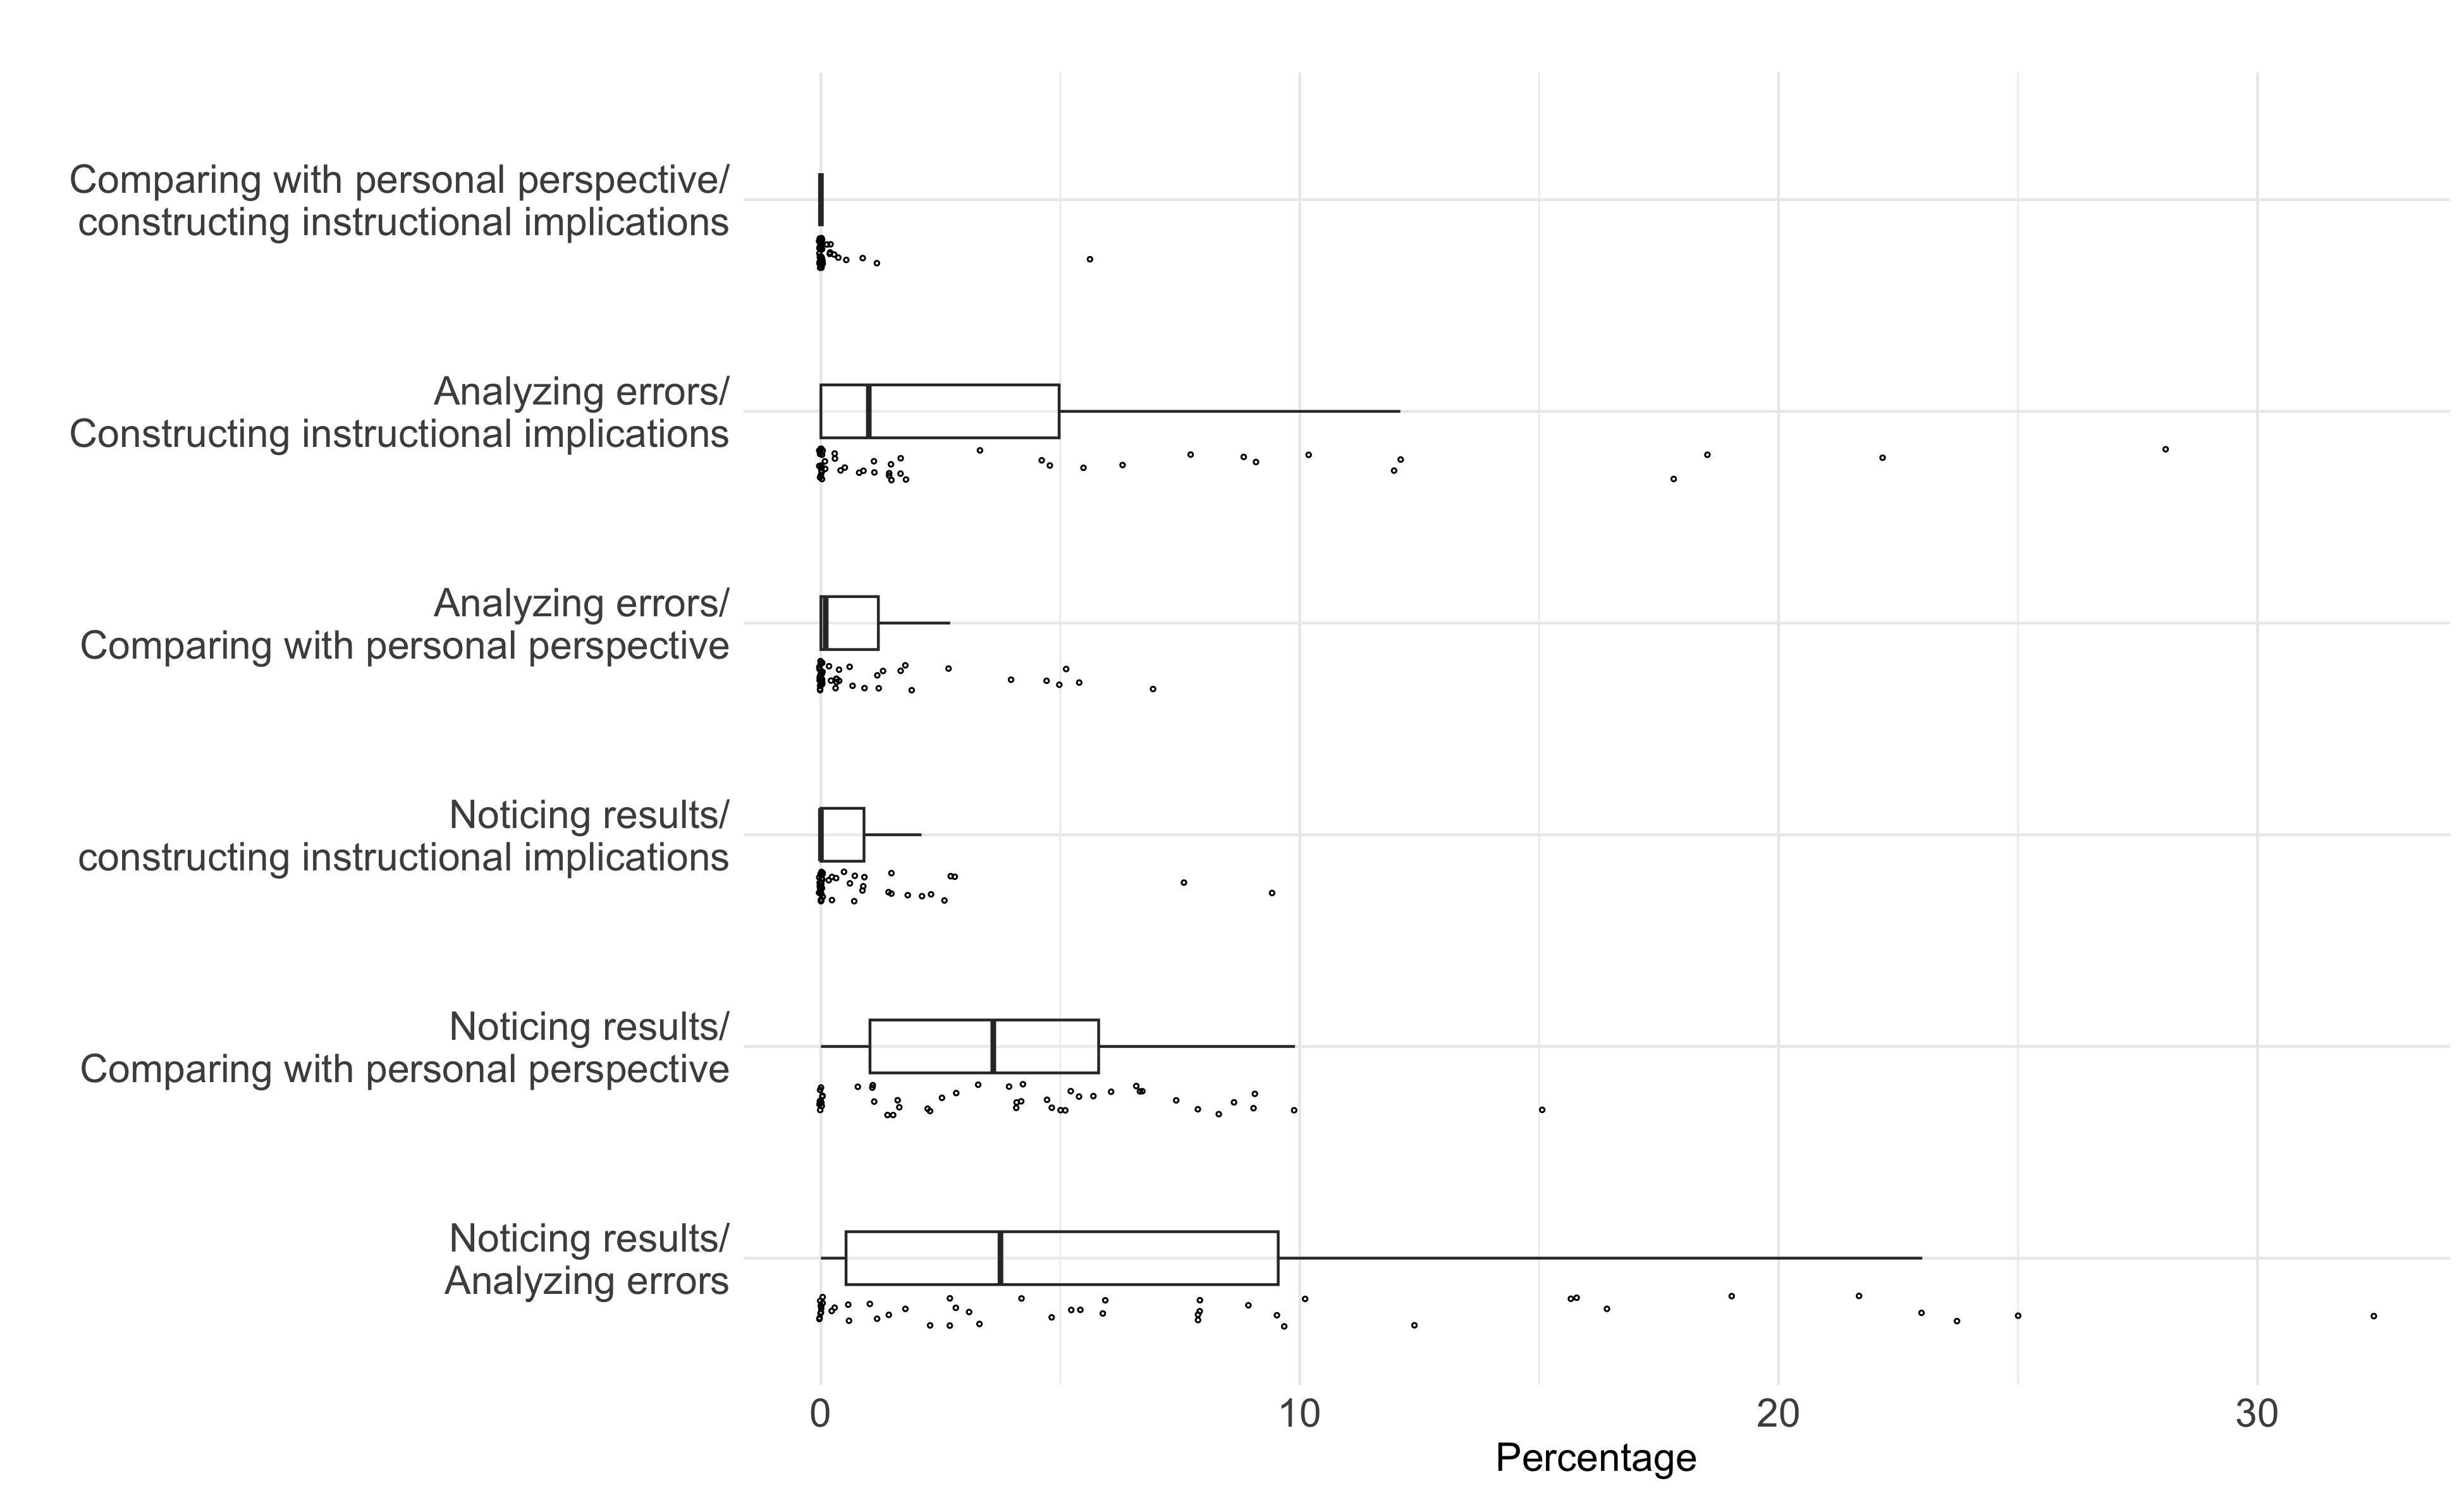 Comparing with personal perspective/
constructing instructional implications
Analyzing errors/
Constructing instructional implications
Analyzing errors/
Comparing with personal perspective
Noticing results/
constructing instructional implications
Noticing results/
Comparing with personal perspective
Noticing results/
Analyzing errors
0 10 20 30
Percentage